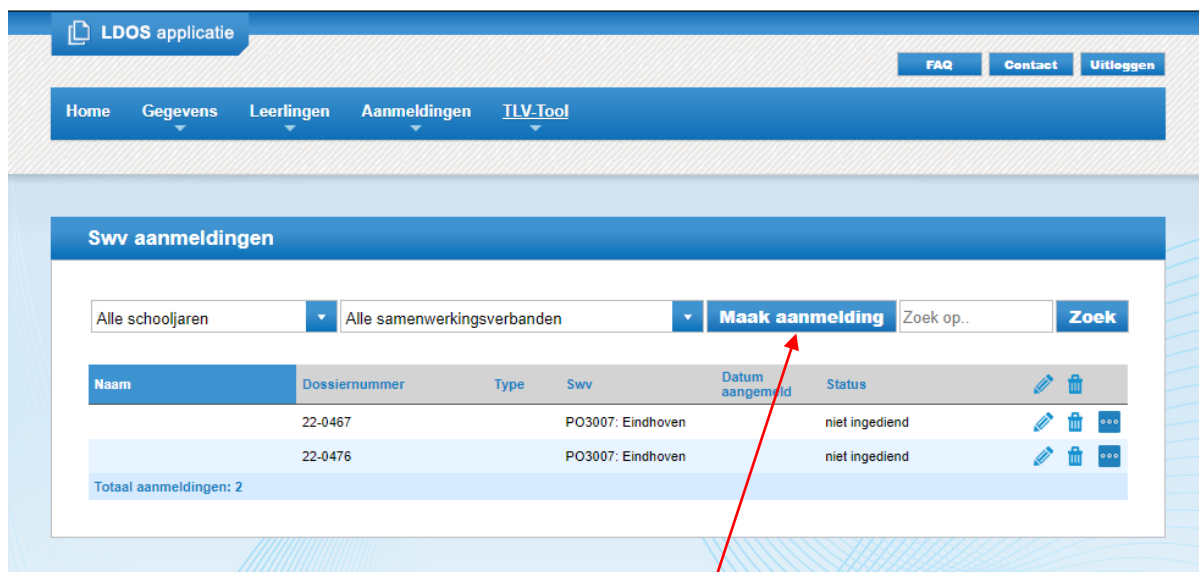 LDOS applicatie
FAQ Contact Uitloggen
Home Gegevens Leerlingen Aanmeldingen TLV-Tool
Swv aanmeldingen
Alle schooljaren Alle samenwerkingsverbanden Maak aanmelding Zoek op.. Zoek
Naam Dossiernummer Type Swv Datum aangemeld Status
22-0467 PO3007: Eindhoven niet ingediend
22-0476 PO3007: Eindhoven niet ingediend
Totaal aanmeldingen: 2